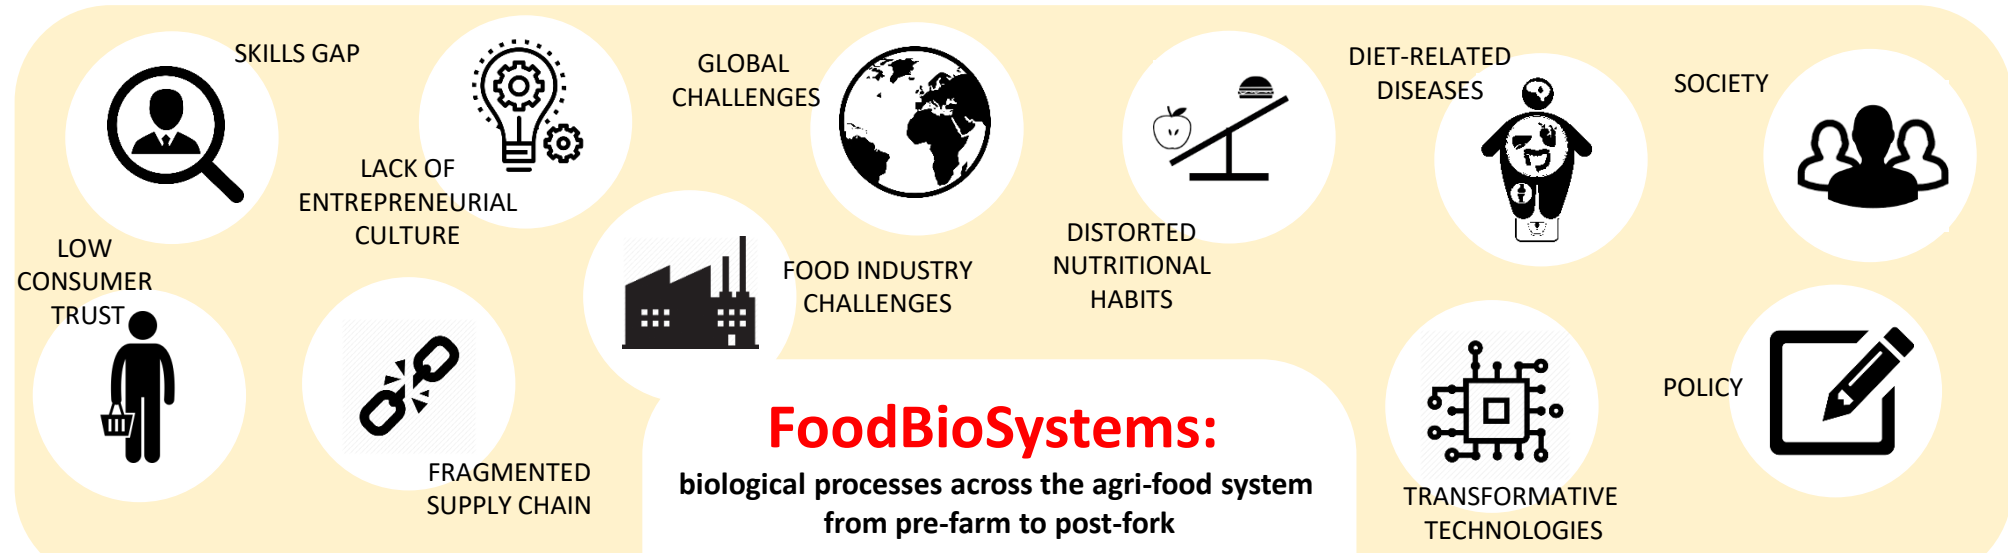 SKILLS GAP
LACK OF
ENTREPRENEURIAL
CULTURE
GLOBAL
CHALLENGES
DIET-RELATED
DISEASES
SOCIETY
LOW
CONSUMER
TRUST
FOOD INDUSTRY
CHALLENGES
DISTORTED
NUTRITIONAL
HABITS
POLICY
FRAGMENTED
SUPPLY CHAIN
TRANSFORMATIVE
TECHNOLOGIES
FoodBioSystems:
biological processes across the agri-food system
from pre-farm to post-fork